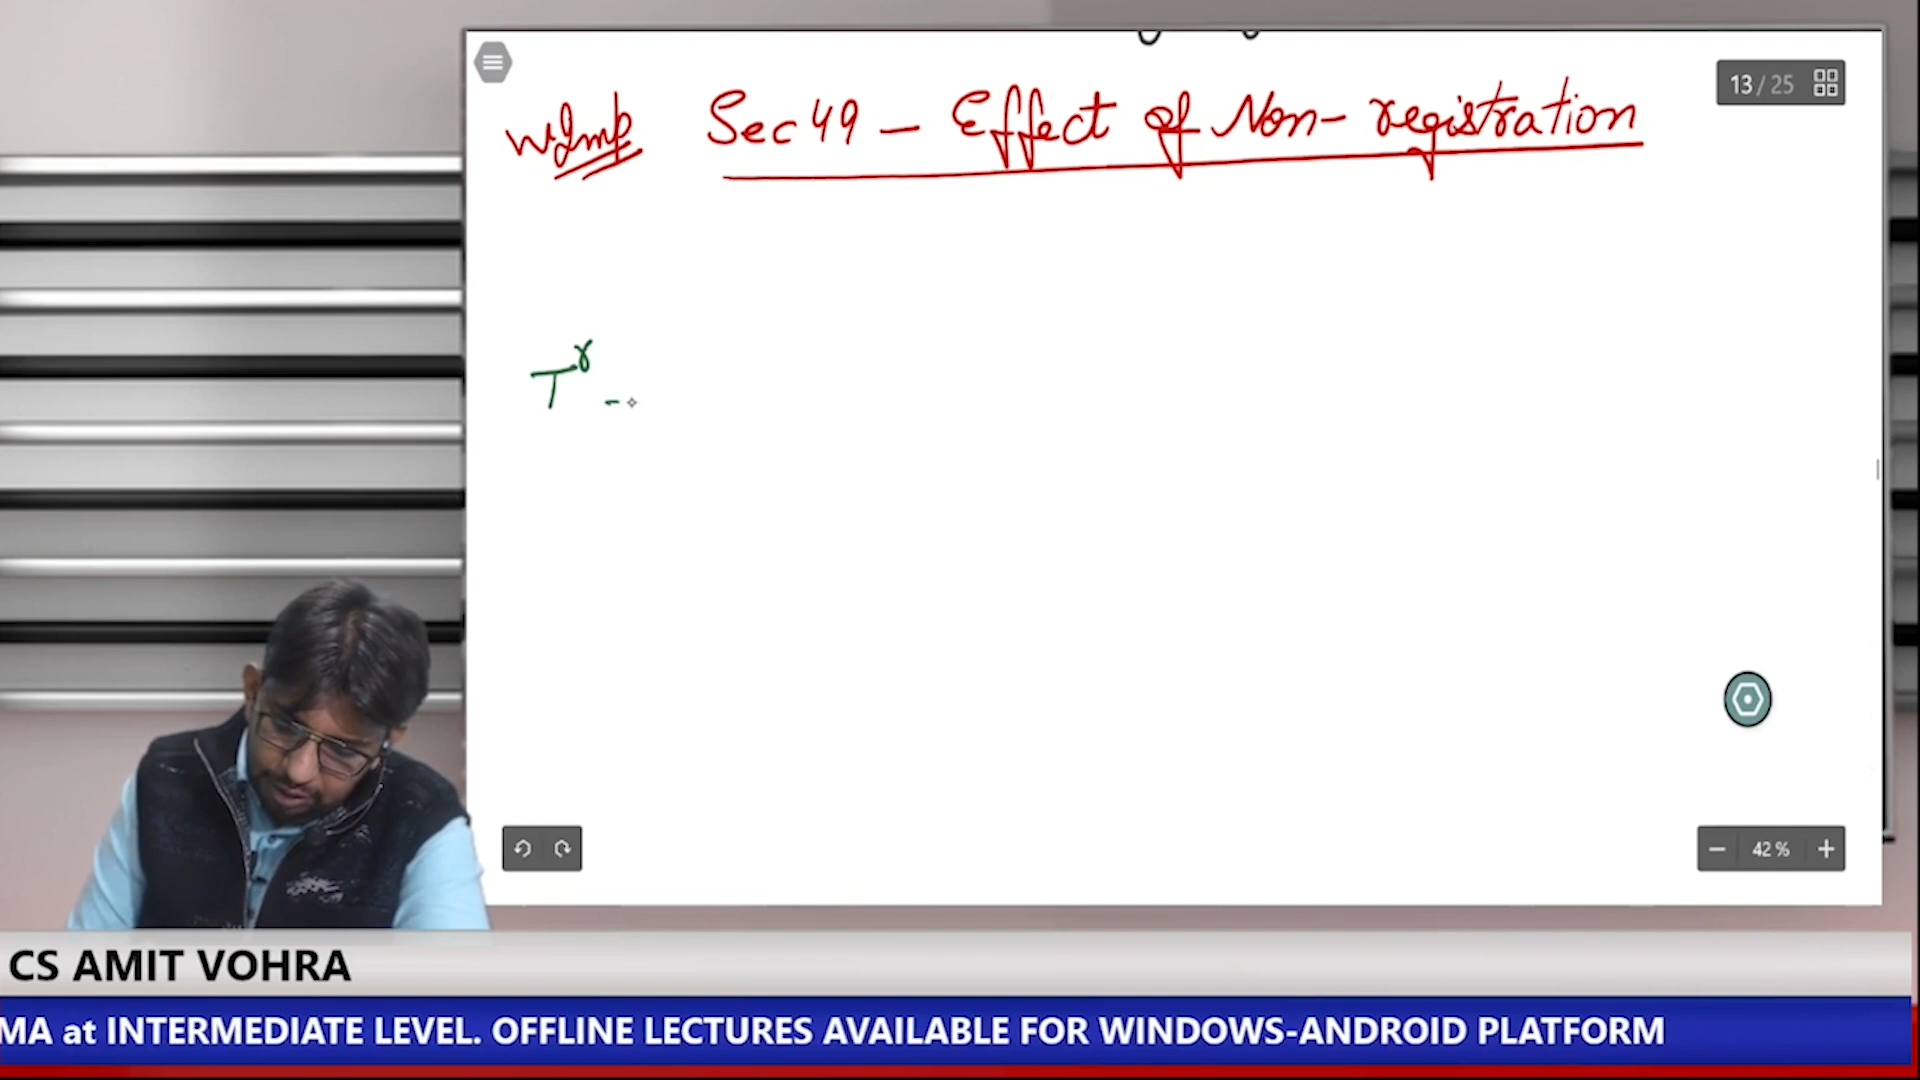 13 / 25
v. Imp Sec 49 - Effect of Non-registration
Tr -
42 %
CS AMIT VOHRA
MA at INTERMEDIATE LEVEL. OFFLINE LECTURES AVAILABLE FOR WINDOWS-ANDROID PLATFORM